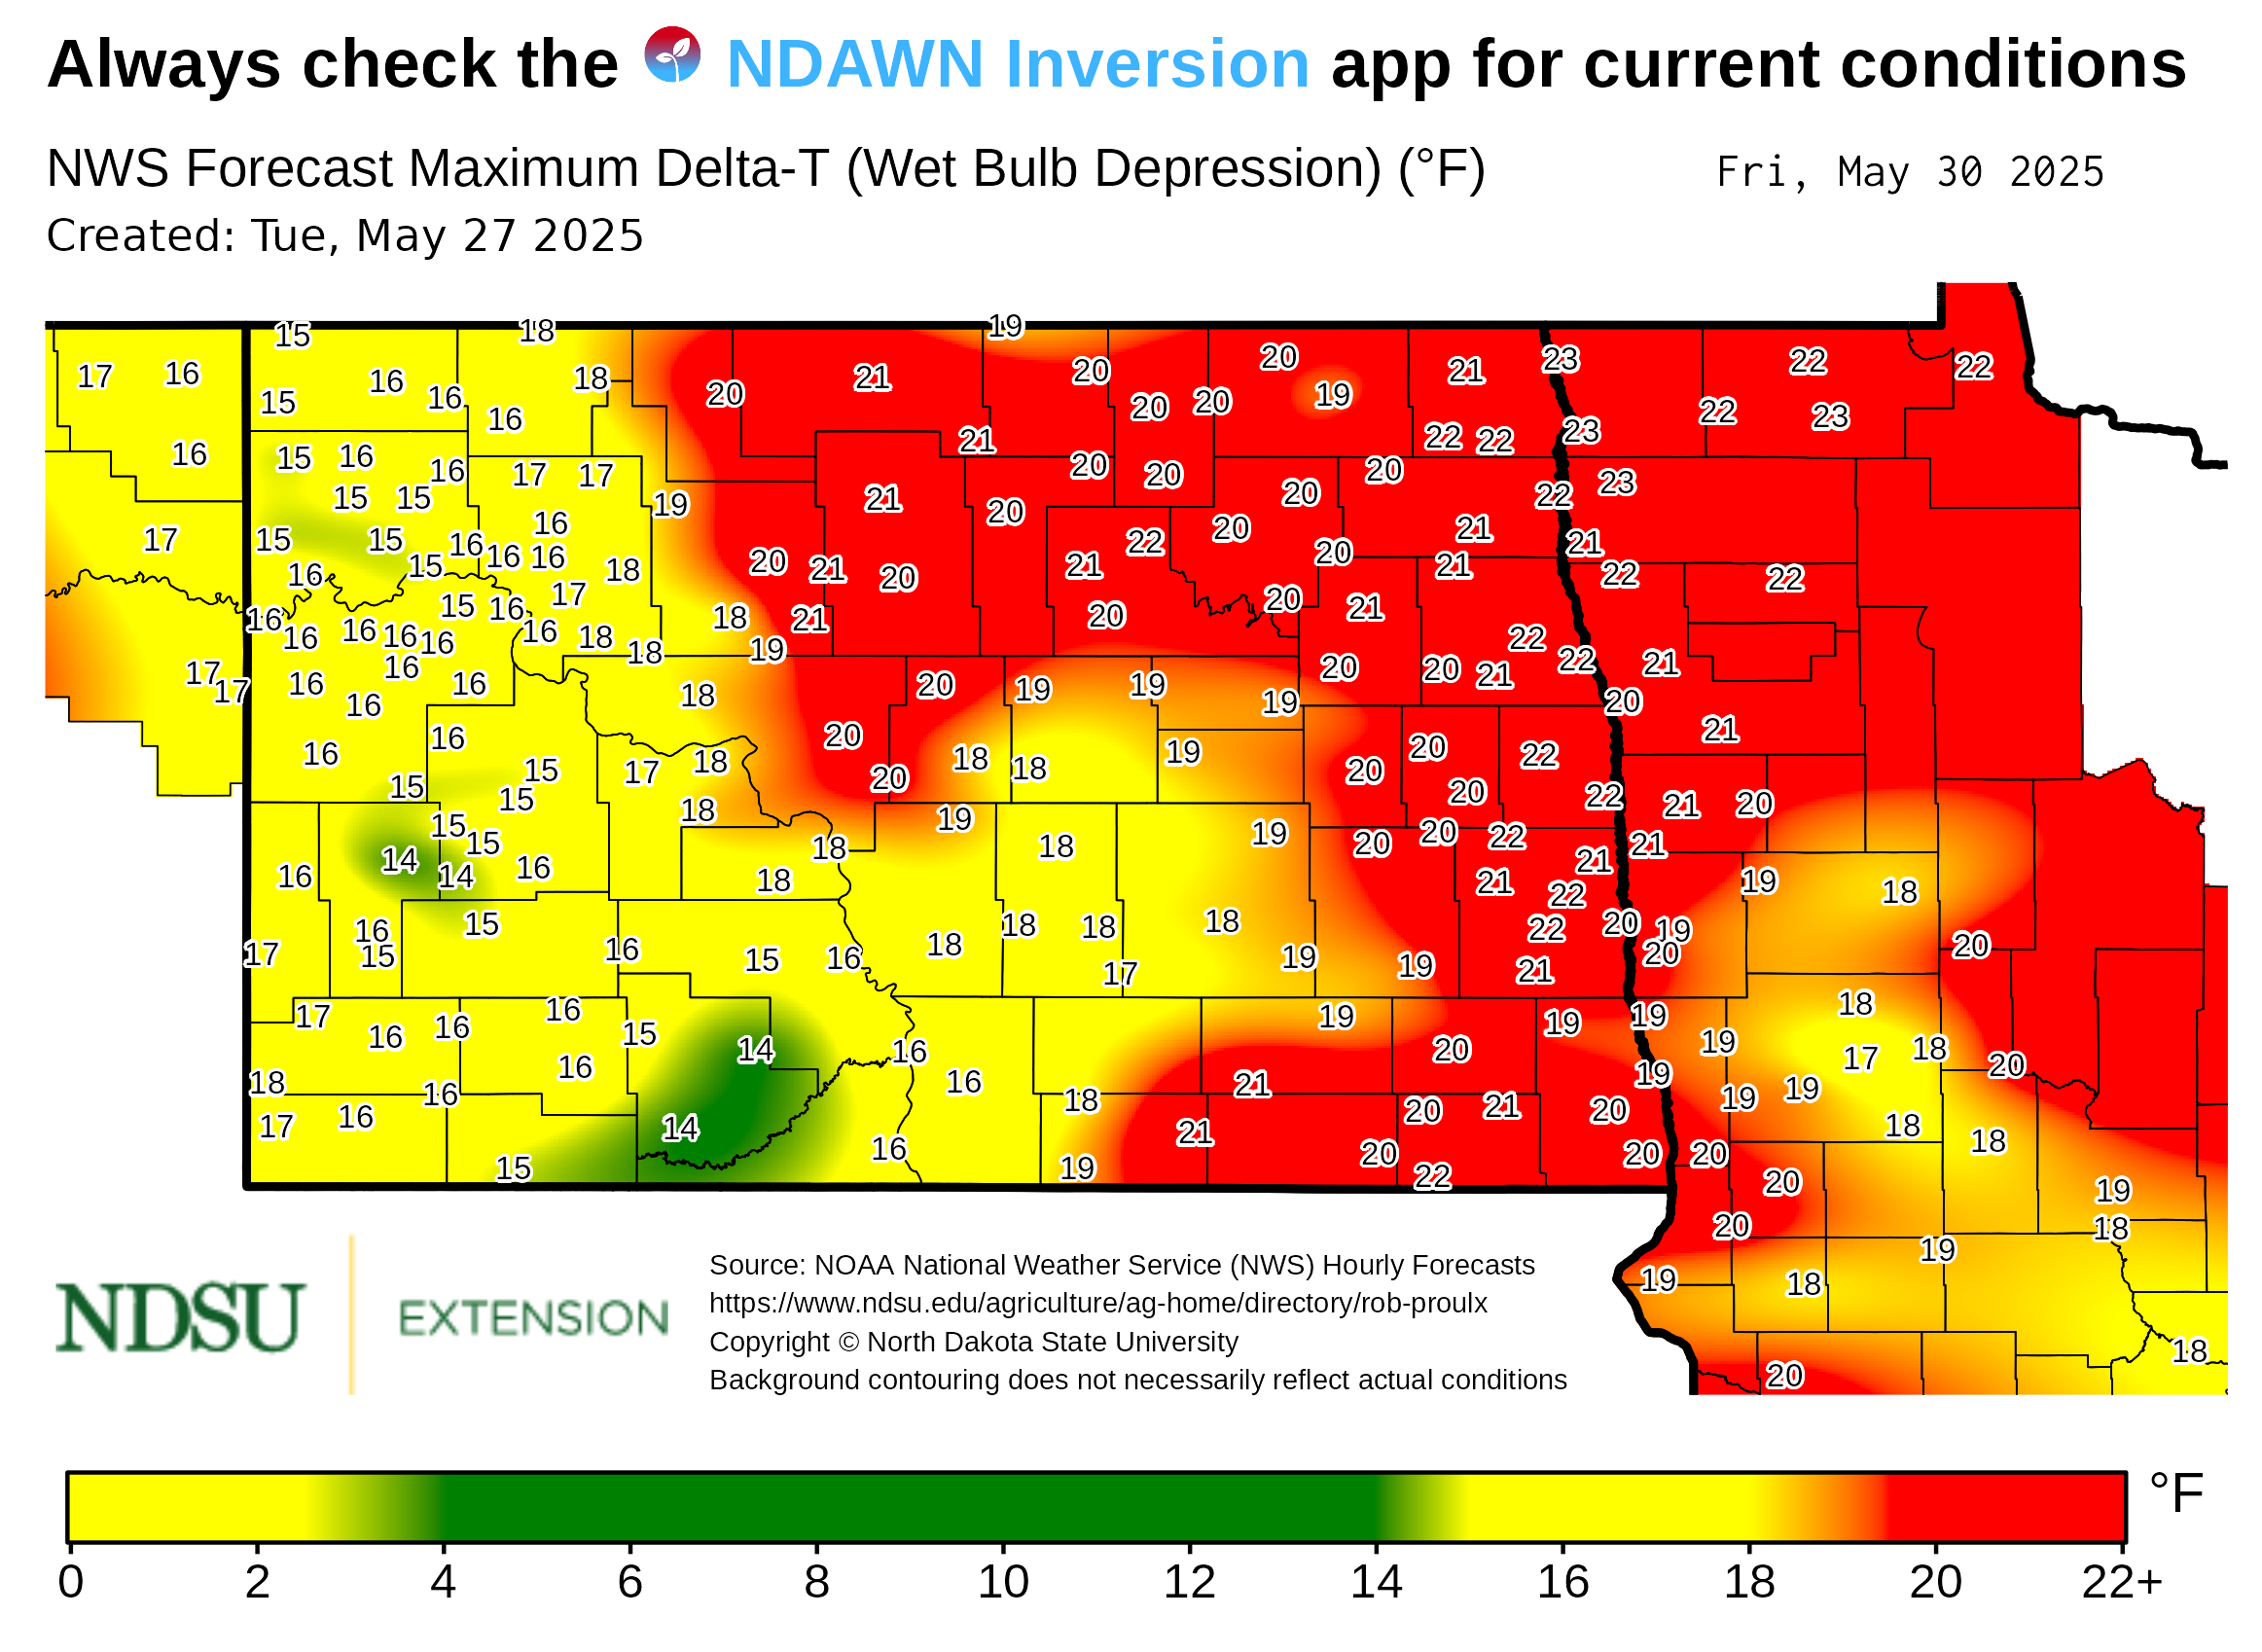 Always check the NDAWN Inversion app for current conditions
NWS Forecast Maximum Delta-T (Wet Bulb Depression) (°F)
Fri, May 30 2025
Created: Tue, May 27 2025
15 18 19
17 16 16 16 18 20 21 20 20 19 21 23 22 22
15 16 20 20 22 23
21 22 22 23
16 15 16 16 17 17 20 20 20 20 23
15 15 19 21 20 22
17 15 15 16 16 16 16 22 20 21 21
16 15 18 20 21 20 21 20 21 22 22
16 15 16 17 18 21 20 20 21
16 16 16 16 16 18 18 19 22 22 21
17 17 16 16 16 18 20 19 19 19 20 20 21 20
16 16 20 20 22 21
16 15 15 17 18 20 18 18 19 20
15 15 18 19 20 22 21 20
15 15 18 18 19 20 20 22 21 21
16 14 14 16 18 21 22 19 18
17 16 15 15 16 15 16 18 18 18 17 18 19 19 22 21 20 19 20 20
17 16 16 16 15 14 16 19 20 19 19 19 18 17 18 20
18 16 16 16 18 21 20 21 20 19 19 19
17 16 14 16 21 20 20 20 18 18
15 19 22 20 19
20 18
19 18 19
20 18
NDSU EXTENSION
Source: NOAA National Weather Service (NWS) Hourly Forecasts
https://www.ndsu.edu/agriculture/ag-home/directory/rob-proulx
Copyright © North Dakota State University
Background contouring does not necessarily reflect actual conditions
°F
0 2 4 6 8 10 12 14 16 18 20 22+